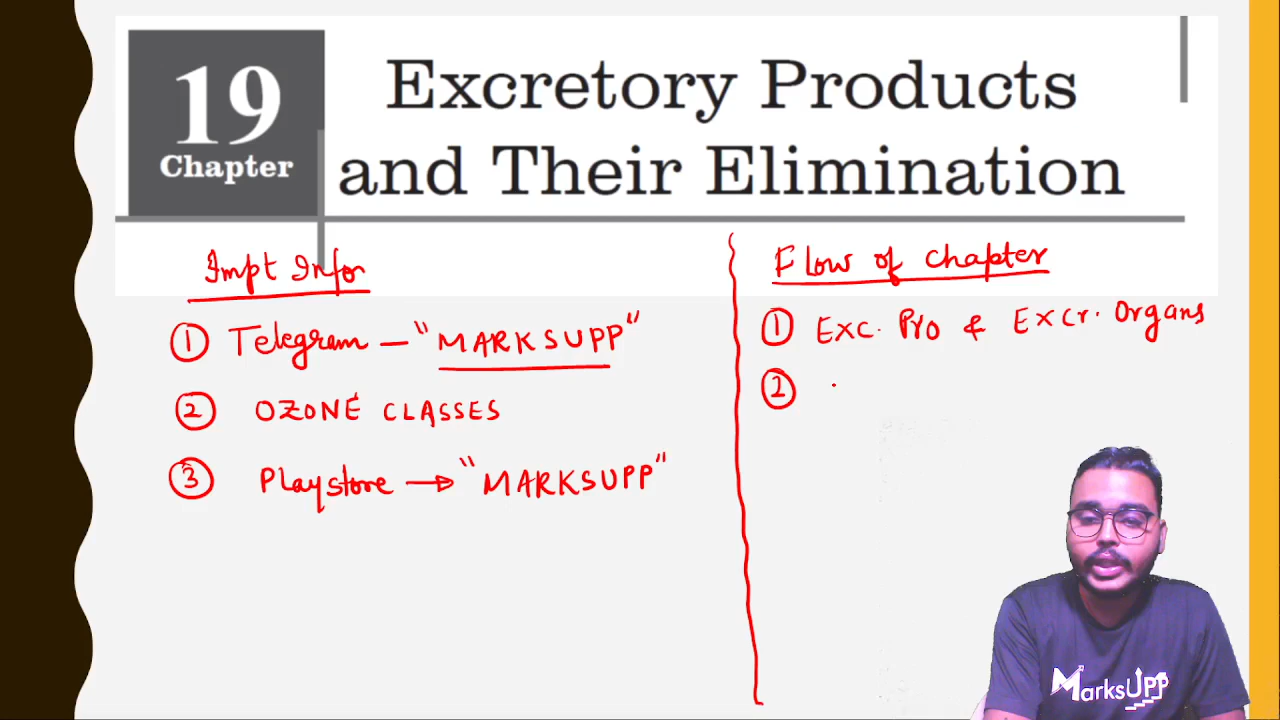 19
Chapter
Excretory Products
and Their Elimination
Impt Infor
① Telegram — "MARKSUPP"
② OZONE CLASSES
③ Playstore → "MARKSUPP"
Flow of chapter
① Exc. Pro & Excr. Organs
②
MARKSUPP